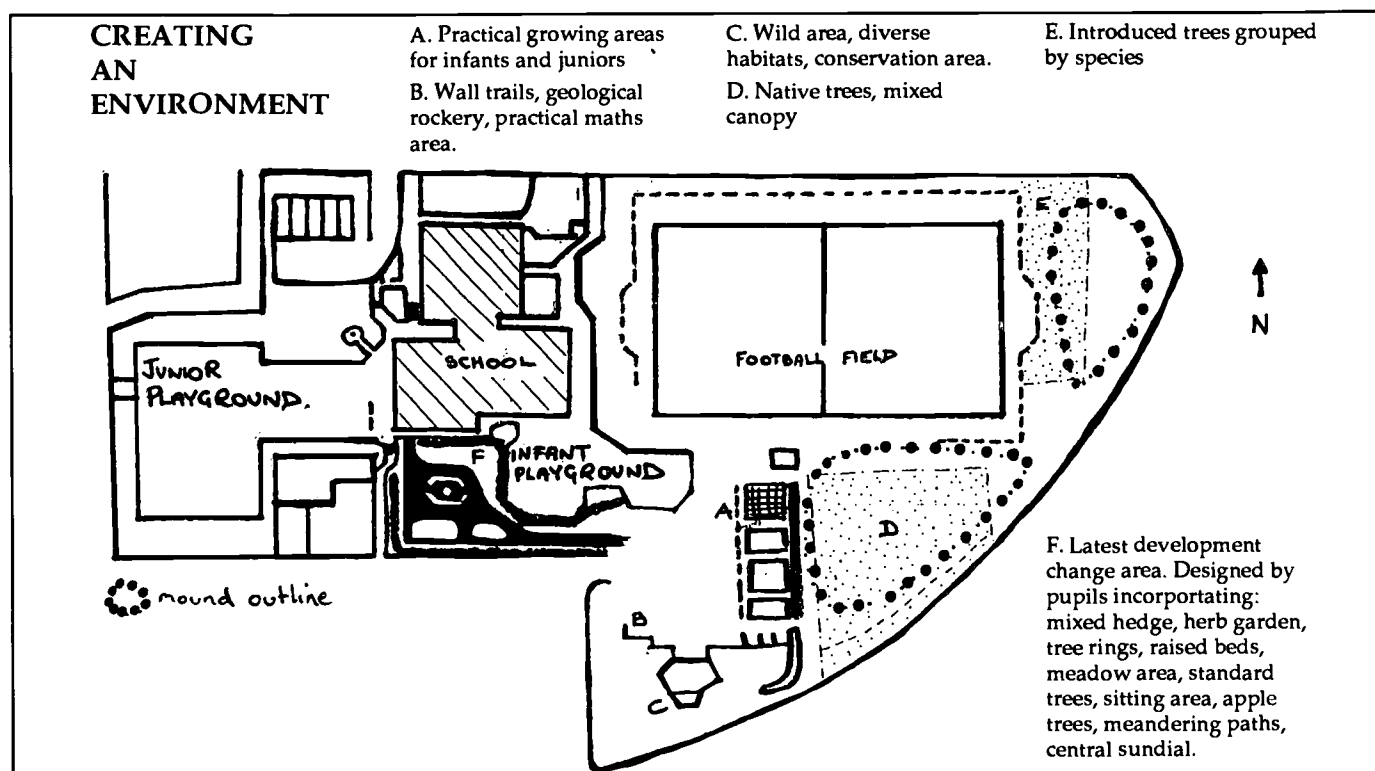 CREATING
AN
ENVIRONMENT
A. Practical growing areas
for infants and juniors
B. Wall trails, geological
rockery, practical maths
area.
C. Wild area, diverse
habitats, conservation area.
D. Native trees, mixed
canopy
E. Introduced trees grouped
by species
E
N
SCHOOL
FOOTBALL FIELD
JUNIOR
PLAYGROUND.
F
INFANT
PLAYGROUND
A
D
B
C
mound outline
F. Latest development
change area. Designed by
pupils incorportating:
mixed hedge, herb garden,
tree rings, raised beds,
meadow area, standard
trees, sitting area, apple
trees, meandering paths,
central sundial.